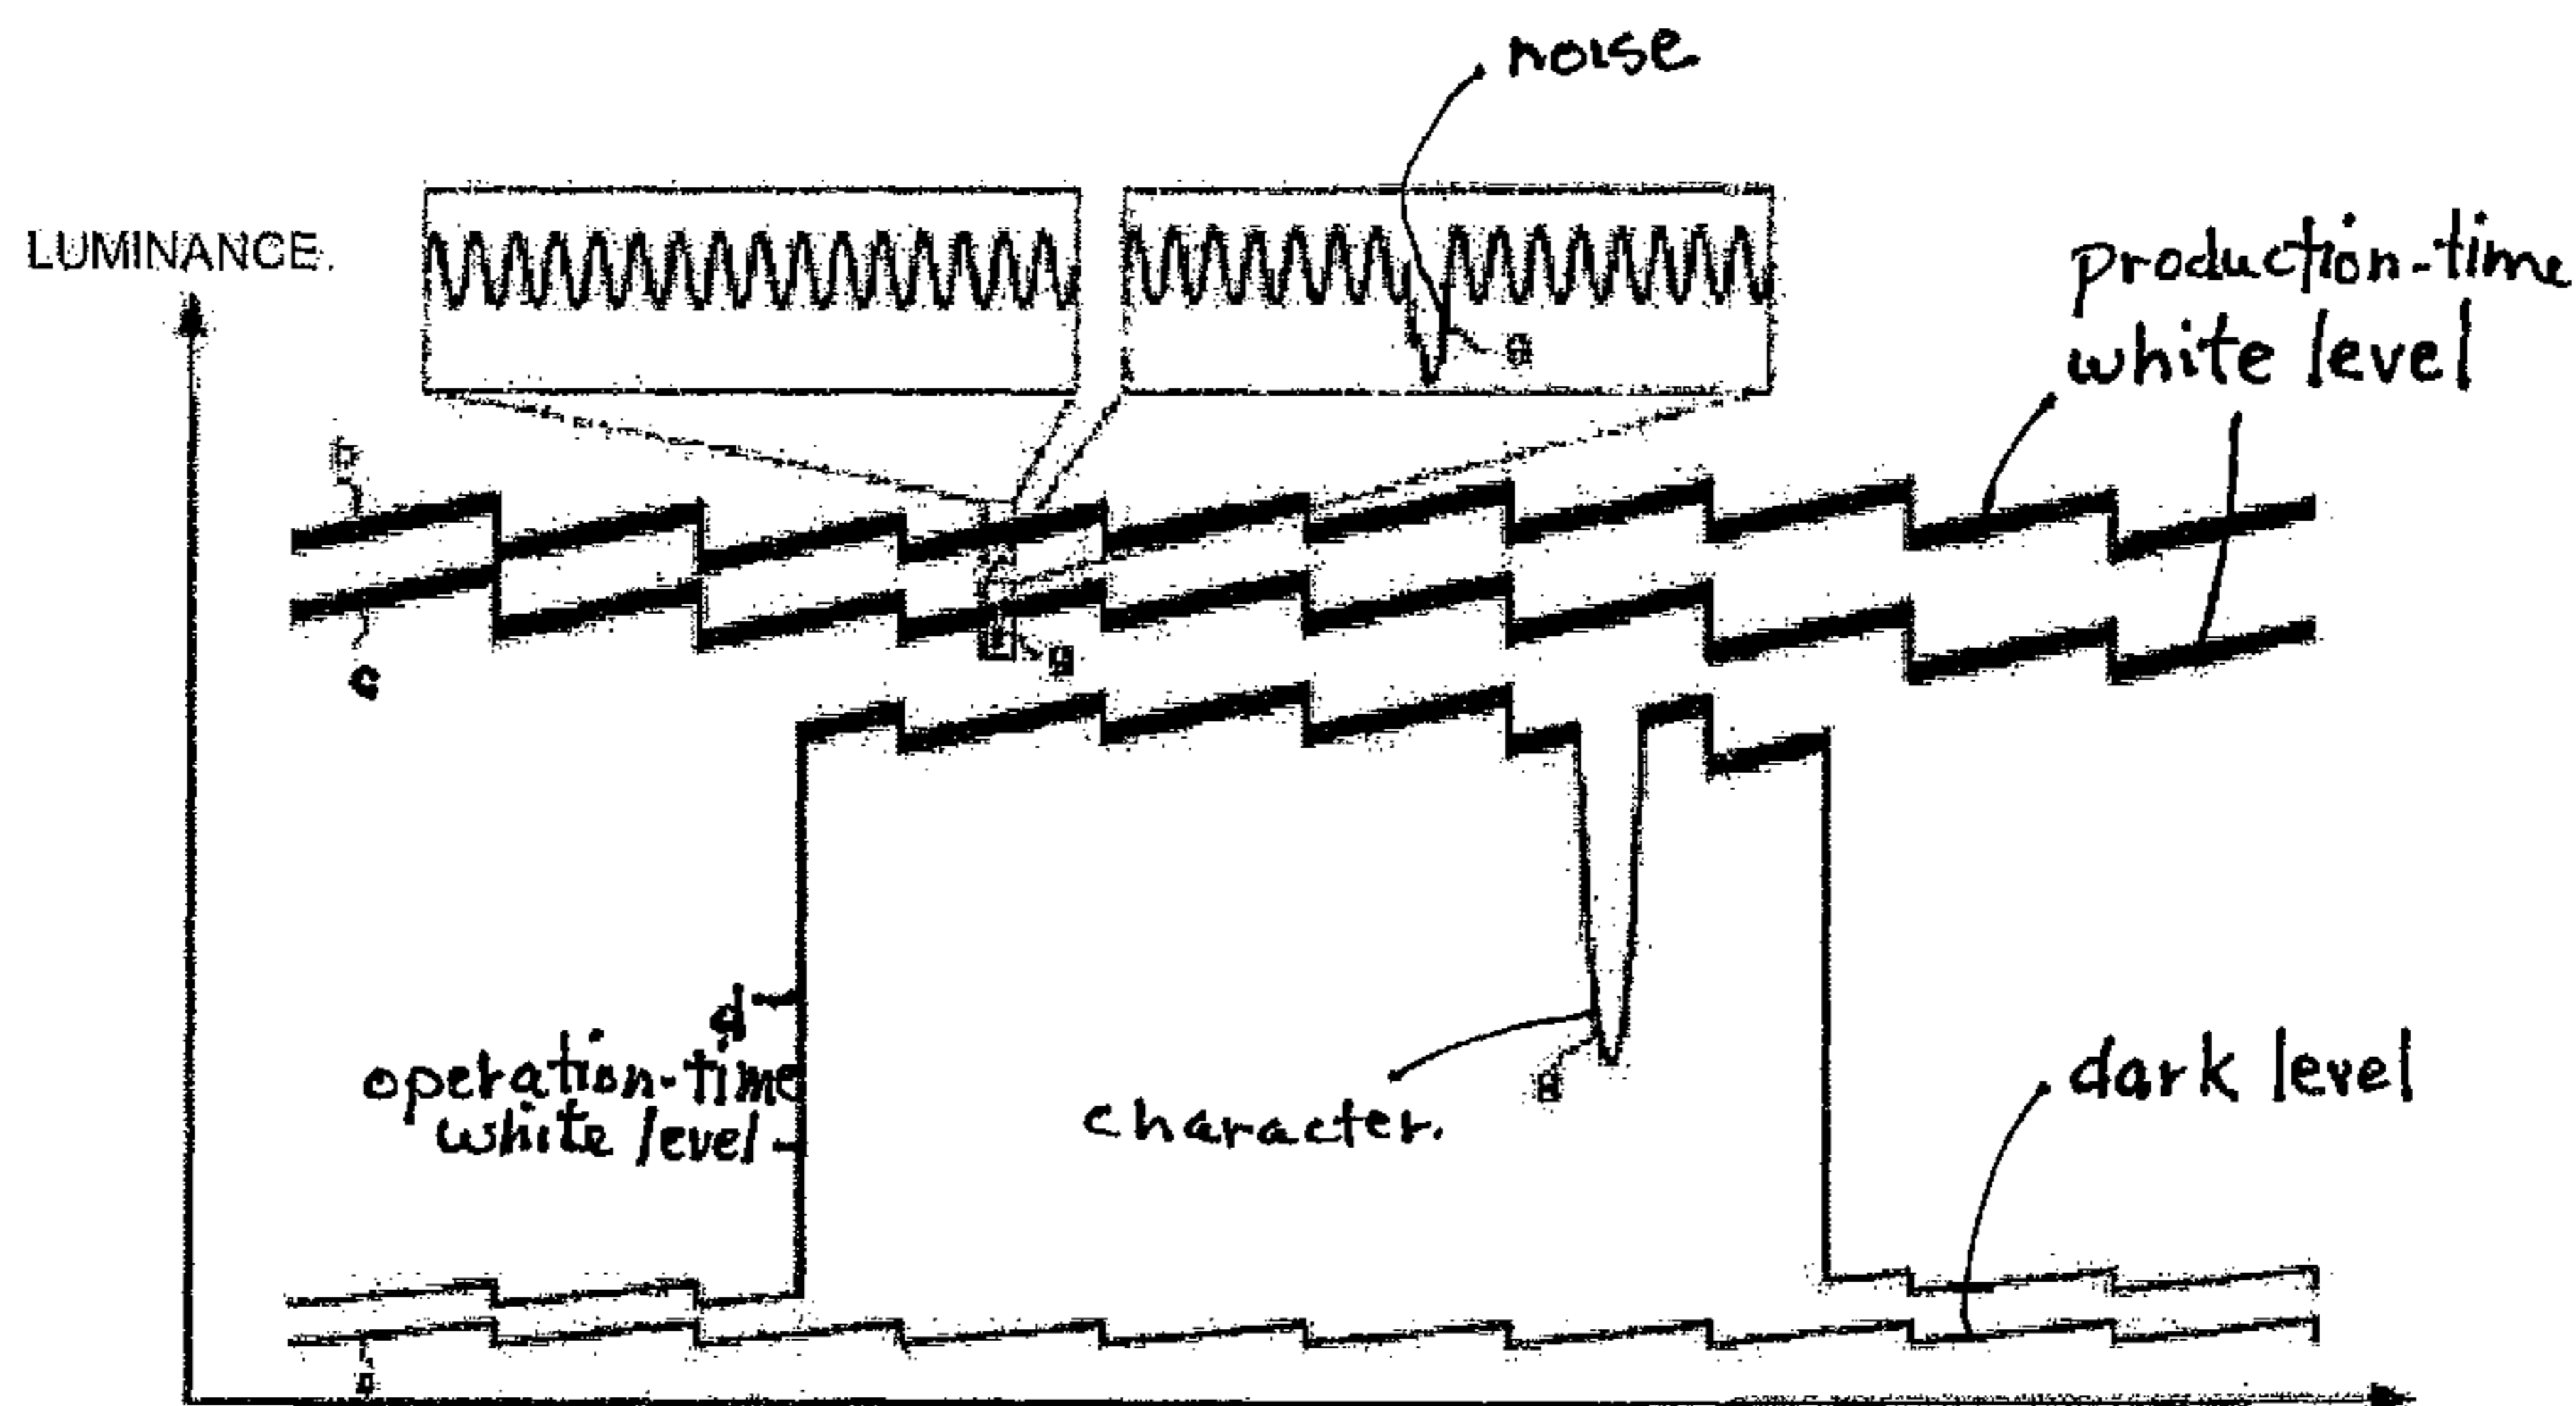 noise
LUMINANCE.
production-time
white level
b
c
g
d
operation-time
white level
character.
dark level